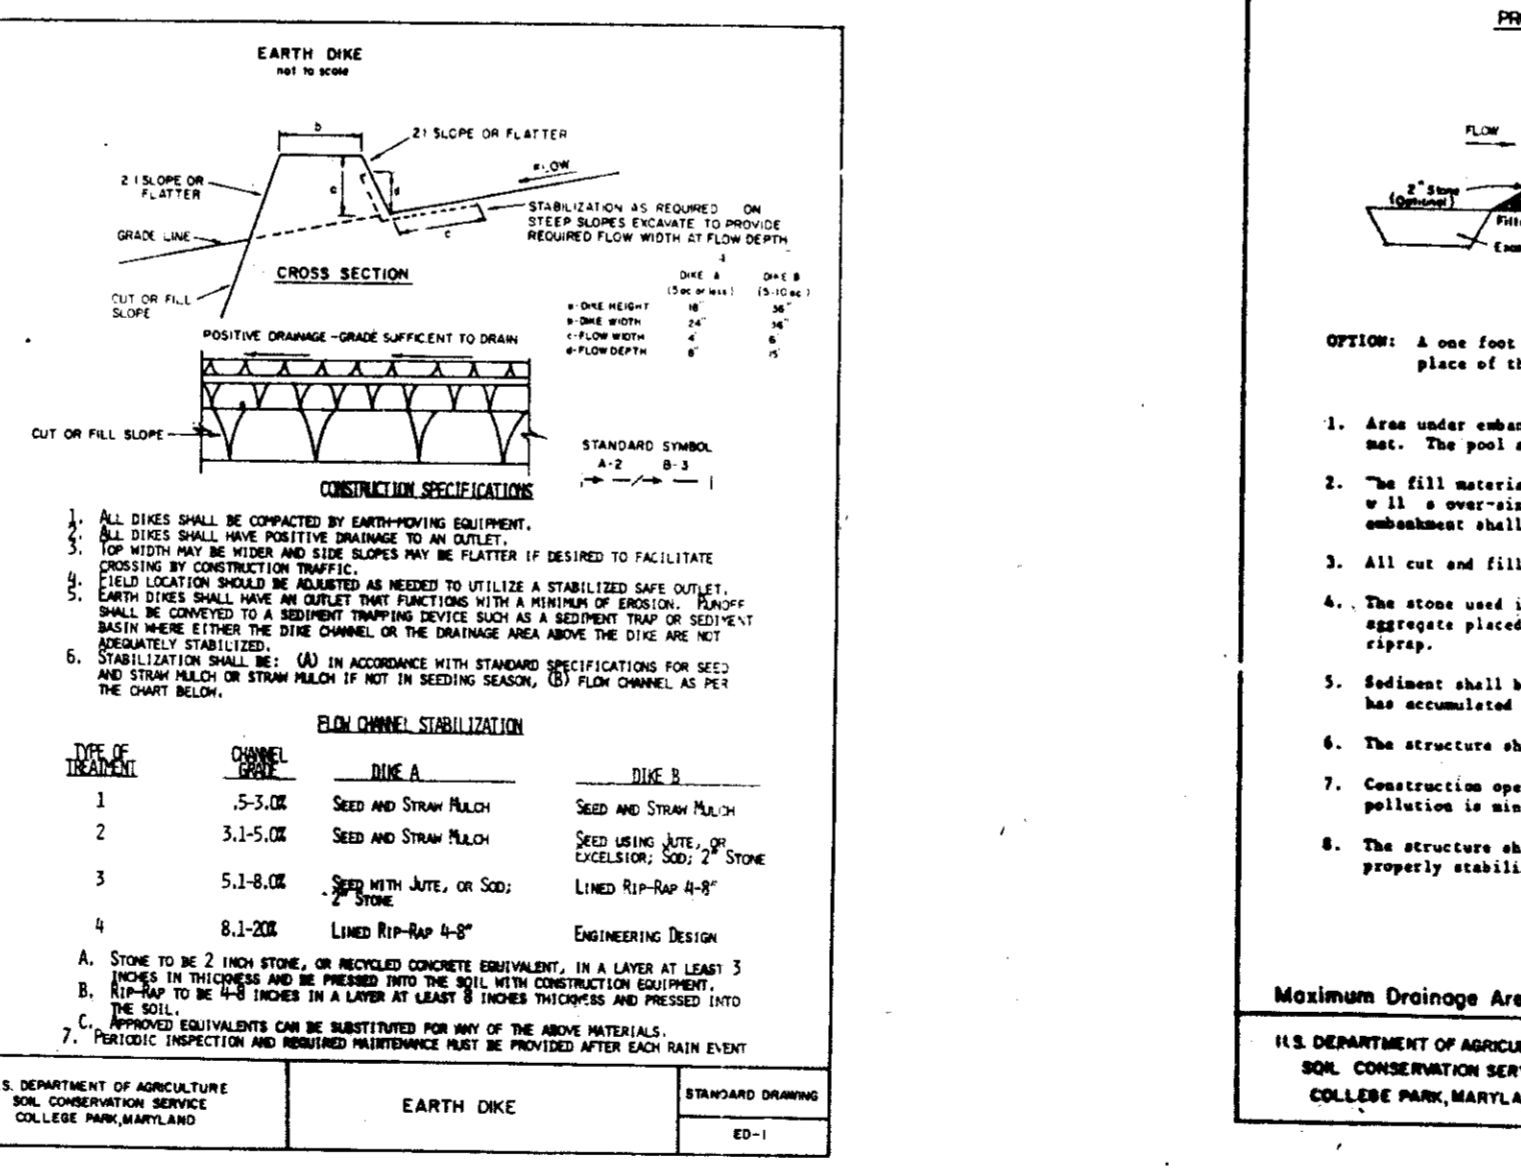 EARTH DIKE
not to scale
b
2:1 SLOPE OR FLATTER
FLOW
2:1 SLOPE OR
FLATTER
d
STABILIZATION AS REQUIRED ON
STEEP SLOPES EXCAVATE TO PROVIDE
REQUIRED FLOW WIDTH AT FLOW DEPTH
c
GRADE LINE
CROSS SECTION
CUT OR FILL
SLOPE
DIKE A DIKE B
(5 ac or less) (5-10 ac)
a-DIKE HEIGHT 18" 36"
b-DIKE WIDTH 24" 36"
c-FLOW WIDTH 4' 6'
d-FLOW DEPTH 8" 15"
POSITIVE DRAINAGE-GRADE SUFFICENT TO DRAIN
CUT OR FILL SLOPE
STANDARD SYMBOL
A-2 B-3
CONSTRUCTION SPECIFICATIONS
1. ALL DIKES SHALL BE COMPACTED BY EARTH-MOVING EQUIPMENT.
2. ALL DIKES SHALL HAVE POSITIVE DRAINAGE TO AN OUTLET.
3. TOP WIDTH MAY BE WIDER AND SIDE SLOPES MAY BE FLATTER IF DESIRED TO FACILITATE
CROSSING BY CONSTRUCTION TRAFFIC.
4. FIELD LOCATION SHOULD BE ADJUSTED AS NEEDED TO UTILIZE A STABILIZED SAFE OUTLET.
5. EARTH DIKES SHALL HAVE AN OUTLET THAT FUNCTIONS WITH A MINIMUM OF EROSION. RUNOFF
SHALL BE CONVEYED TO A SEDIMENT TRAPPING DEVICE SUCH AS A SEDIMENT TRAP OR SEDIMENT
BASIN WHERE EITHER THE DIKE CHANNEL OR THE DRAINAGE AREA ABOVE THE DIKE ARE NOT
ADEQUATELY STABILIZED.
6. STABILIZATION SHALL BE: (A) IN ACCORDANCE WITH STANDARD SPECIFICATIONS FOR SEED
AND STRAW MULCH OR STRAW MULCH IF NOT IN SEEDING SEASON, (B) FLOW CHANNEL AS PER
THE CHART BELOW.
FLOW CHANNEL STABILIZATION
TYPE OF
TREATMENT
CHANNEL
GRADE
DIKE A DIKE B
1 .5-3.0% SEED AND STRAW MULCH SEED AND STRAW MULCH
2 3.1-5.0% SEED AND STRAW MULCH SEED USING JUTE, OR
EXCELSIOR; SOD; 2" STONE
3 5.1-8.0% SEED WITH JUTE, OR SOD; LINED RIP-RAP 4-8"
2" STONE
4 8.1-20% LINED RIP-RAP 4-8" ENGINEERING DESIGN
A. STONE TO BE 2 INCH STONE, OR RECYCLED CONCRETE EQUIVALENT, IN A LAYER AT LEAST 3
INCHES IN THICKNESS AND BE PRESSED INTO THE SOIL WITH CONSTRUCTION EQUIPMENT.
B. RIP-RAP TO BE 4-8 INCHES IN A LAYER AT LEAST 8 INCHES THICKNESS AND PRESSED INTO
THE SOIL.
C. APPROVED EQUIVALENTS CAN BE SUBSTITUTED FOR ANY OF THE ABOVE MATERIALS.
7. PERIODIC INSPECTION AND REQUIRED MAINTENANCE MUST BE PROVIDED AFTER EACH RAIN EVENT
.S. DEPARTMENT OF AGRICULTURE
SOIL CONSERVATION SERVICE
COLLEGE PARK, MARYLAND
EARTH DIKE
STANDARD DRAWING
ED-1
FLOW
2" Stone
(Optional)
OPTION: A one foot
place of
1. Area under
mat. The pool
2. The fill
over-
embankment shall
3. All cut and fill
4. The stone used
aggregate placed
riprap.
5. Sediment shall
has accumulated
6. The structure
7. Construction
pollution is
8. The structure
properly
Maximum Drainage
U.S. DEPARTMENT OF
SOIL CONSERVATION
COLLEGE PARK,